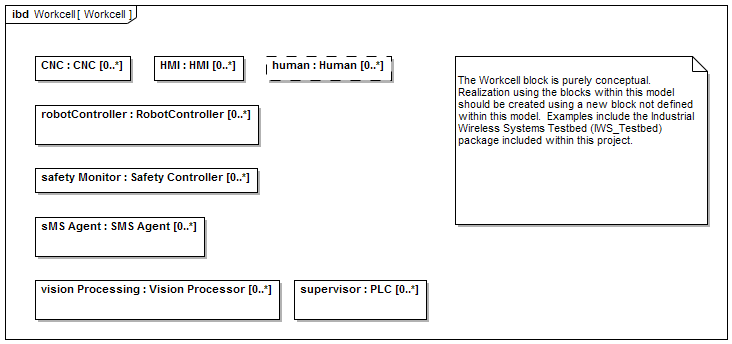 ibd Workcell [ Workcell ]
CNC : CNC [0..*]
HMI : HMI [0..*]
human : Human [0..*]
robotController : RobotController [0..*]
safety Monitor : Safety Controller [0..*]
sMS Agent : SMS Agent [0..*]
vision Processing : Vision Processor [0..*]
supervisor : PLC [0..*]
The Workcell block is purely conceptual.
Realization using the blocks within this model
should be created using a new block not defined
within this model.  Examples include the Industrial
Wireless Systems Testbed (IWS_Testbed)
package included within this project.